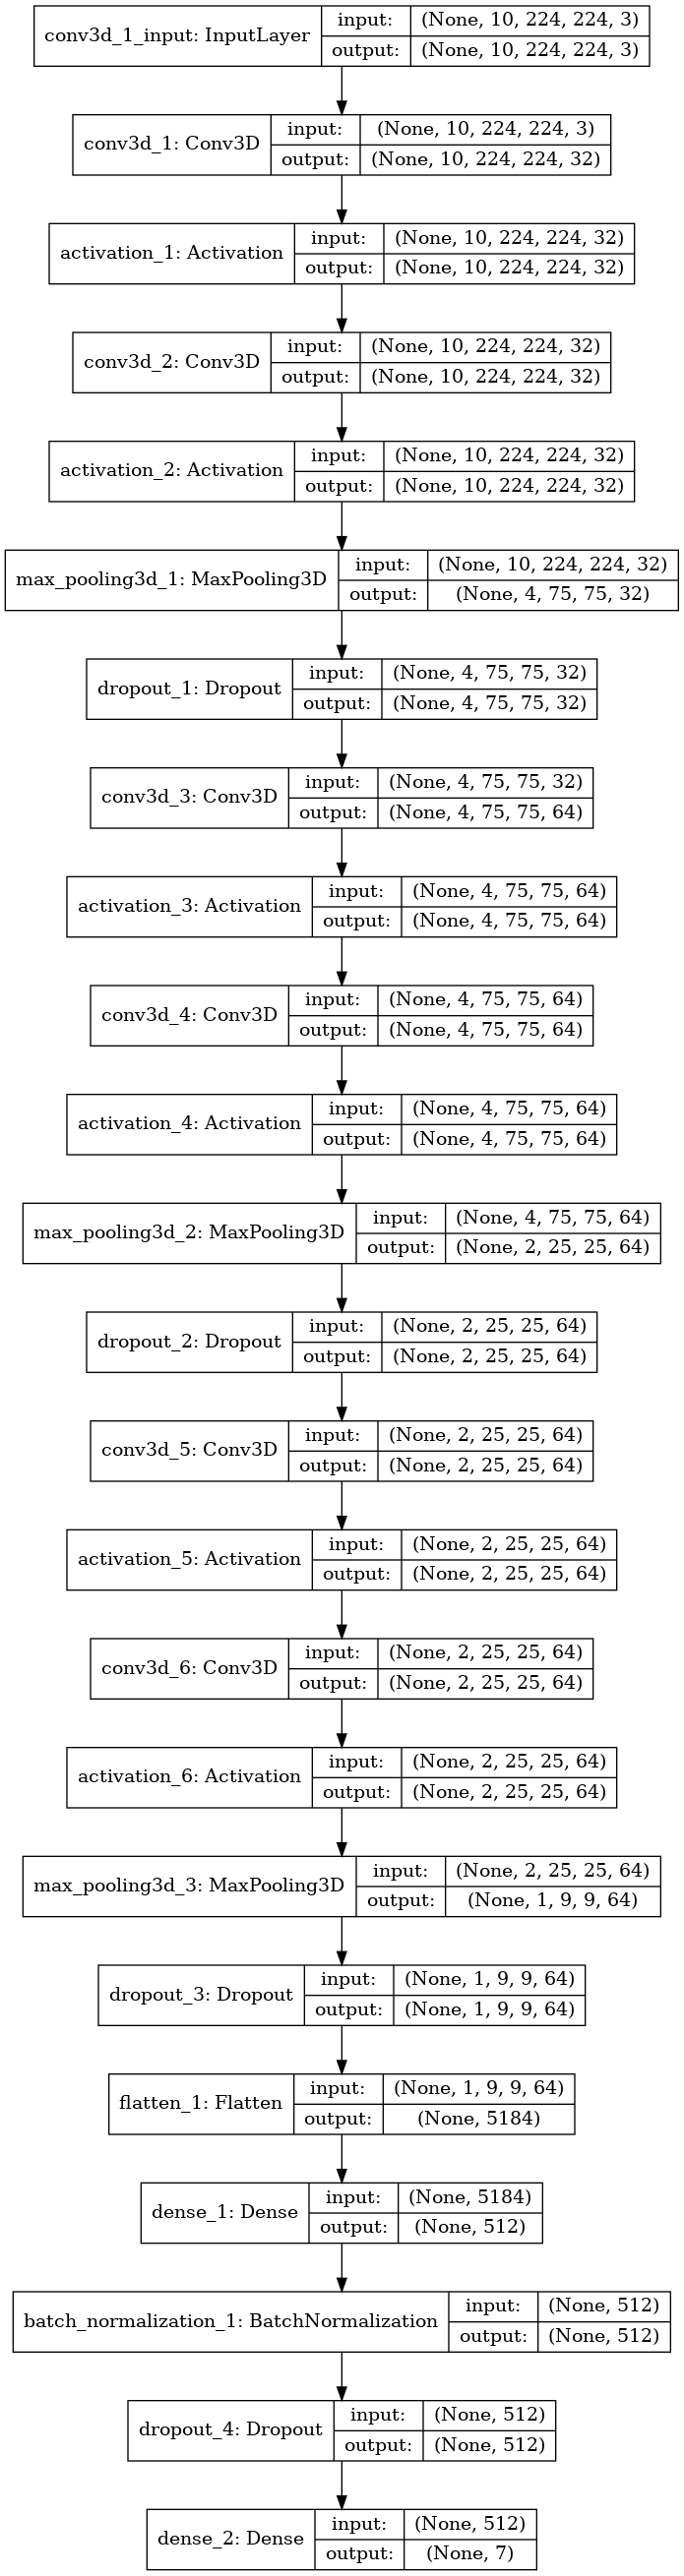 conv3d_1_input: InputLayer
input:
(None, 10, 224, 224, 3)
output:
(None, 10, 224, 224, 3)
conv3d_1: Conv3D
input:
(None, 10, 224, 224, 3)
output:
(None, 10, 224, 224, 32)
activation_1: Activation
input:
(None, 10, 224, 224, 32)
output:
(None, 10, 224, 224, 32)
conv3d_2: Conv3D
input:
(None, 10, 224, 224, 32)
output:
(None, 10, 224, 224, 32)
activation_2: Activation
input:
(None, 10, 224, 224, 32)
output:
(None, 10, 224, 224, 32)
max_pooling3d_1: MaxPooling3D
input:
(None, 10, 224, 224, 32)
output:
(None, 4, 75, 75, 32)
dropout_1: Dropout
input:
(None, 4, 75, 75, 32)
output:
(None, 4, 75, 75, 32)
conv3d_3: Conv3D
input:
(None, 4, 75, 75, 32)
output:
(None, 4, 75, 75, 64)
activation_3: Activation
input:
(None, 4, 75, 75, 64)
output:
(None, 4, 75, 75, 64)
conv3d_4: Conv3D
input:
(None, 4, 75, 75, 64)
output:
(None, 4, 75, 75, 64)
activation_4: Activation
input:
(None, 4, 75, 75, 64)
output:
(None, 4, 75, 75, 64)
max_pooling3d_2: MaxPooling3D
input:
(None, 4, 75, 75, 64)
output:
(None, 2, 25, 25, 64)
dropout_2: Dropout
input:
(None, 2, 25, 25, 64)
output:
(None, 2, 25, 25, 64)
conv3d_5: Conv3D
input:
(None, 2, 25, 25, 64)
output:
(None, 2, 25, 25, 64)
activation_5: Activation
input:
(None, 2, 25, 25, 64)
output:
(None, 2, 25, 25, 64)
conv3d_6: Conv3D
input:
(None, 2, 25, 25, 64)
output:
(None, 2, 25, 25, 64)
activation_6: Activation
input:
(None, 2, 25, 25, 64)
output:
(None, 2, 25, 25, 64)
max_pooling3d_3: MaxPooling3D
input:
(None, 2, 25, 25, 64)
output:
(None, 1, 9, 9, 64)
dropout_3: Dropout
input:
(None, 1, 9, 9, 64)
output:
(None, 1, 9, 9, 64)
flatten_1: Flatten
input:
(None, 1, 9, 9, 64)
output:
(None, 5184)
dense_1: Dense
input:
(None, 5184)
output:
(None, 512)
batch_normalization_1: BatchNormalization
input:
(None, 512)
output:
(None, 512)
dropout_4: Dropout
input:
(None, 512)
output:
(None, 512)
dense_2: Dense
input:
(None, 512)
output:
(None, 7)